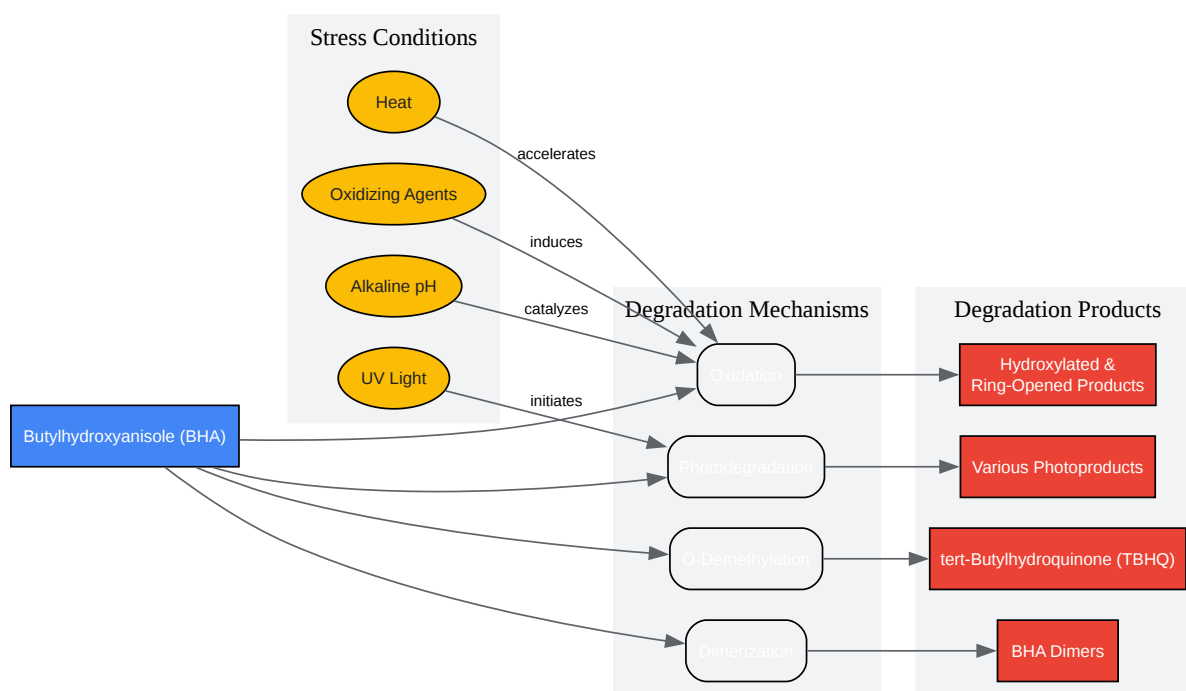 Stress Conditions
Heat
accelerates
Oxidizing Agents
induces
Alkaline pH
catalyzes
UV Light
initiates
Butylhydroxyanisole (BHA)
Degradation Mechanisms
Oxidation
Photodegradation
O-Demethylation
Dimerization
Degradation Products
Hydroxylated &
Ring-Opened Products
Various Photoproducts
tert-Butylhydroquinone (TBHQ)
BHA Dimers